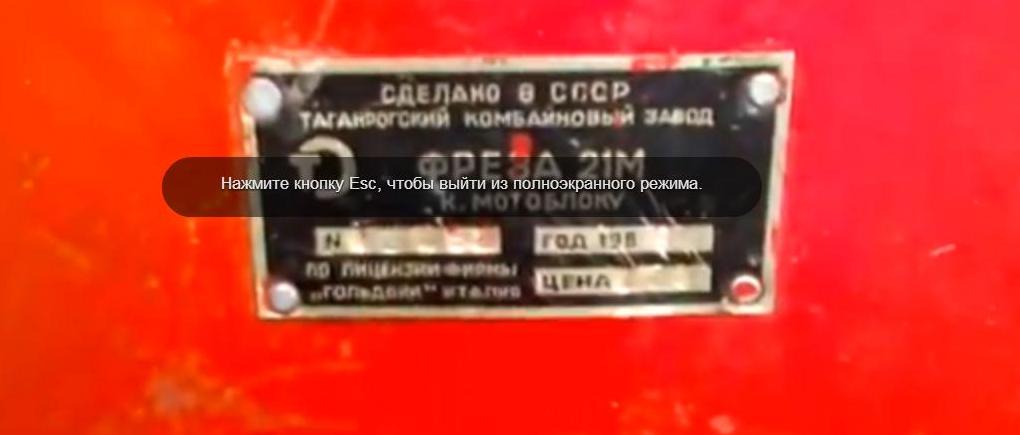 СДЕЛАНО В СССР
ТАГАНРОГСКИЙ КОМБАЙНОВЫЙ ЗАВОД
ФРЕЗА 21М
Нажмите кнопку Esc, чтобы выйти из полноэкранного режима.
К МОТОБЛОКУ
N
ГОД 198
ПО ЛИЦЕНЗИИ ФИРМЫ
ЦЕНА
„ГОЛЬДОНИ" ИТАЛИЯ